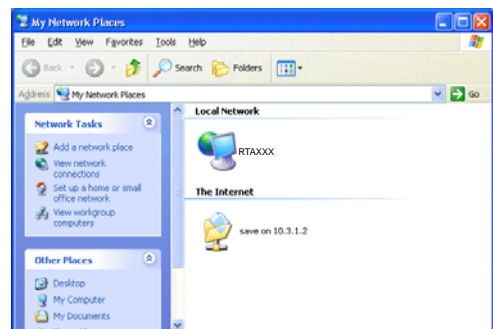 My Network Places
File Edit View Favorites Tools Help
Back Search Folders
Address My Network Places Go
Network Tasks
Add a network place
View network
connections
Set up a home or small
office network
View workgroup
computers
Other Places
Desktop
My Computer
My Documents
Local Network
RTAXXX
The Internet
save on 10.3.1.2